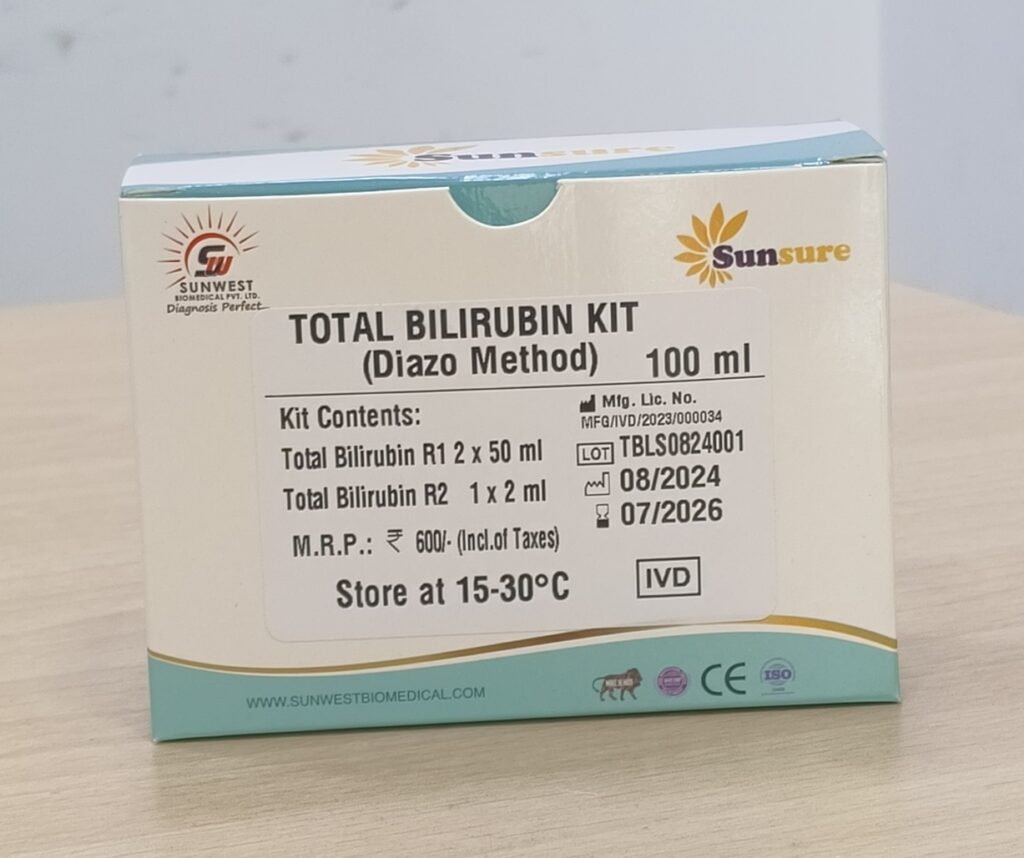 Sunsure
SW
SUNWEST
BIOMEDICAL PVT. LTD.
Diagnosis Perfect
Sunsure
TOTAL BILIRUBIN KIT
(Diazo Method) 100 ml
Kit Contents:
Total Bilirubin R1 2 x 50 ml
Total Bilirubin R2 1 x 2 ml
M.R.P.: ₹ 600/- (Incl.of Taxes)
Store at 15-30°C
Mfg. Lic. No.
MFG/IVD/2023/000034
LOT TBLS0824001
08/2024
07/2026
IVD
WWW.SUNWESTBIOMEDICAL.COM
MAKE IN INDIA
CE
ISO